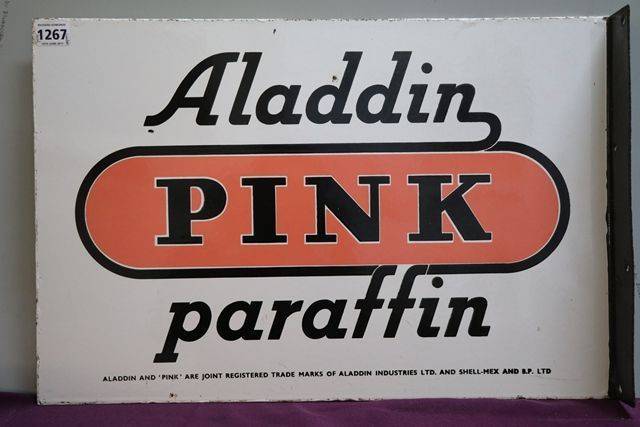 1267
Aladdin
PINK
paraffin
ALADDIN AND 'PINK' ARE JOINT REGISTERED TRADE MARKS OF ALADDIN INDUSTRIES LTD. AND SHELL-MEX AND B.P. LTD